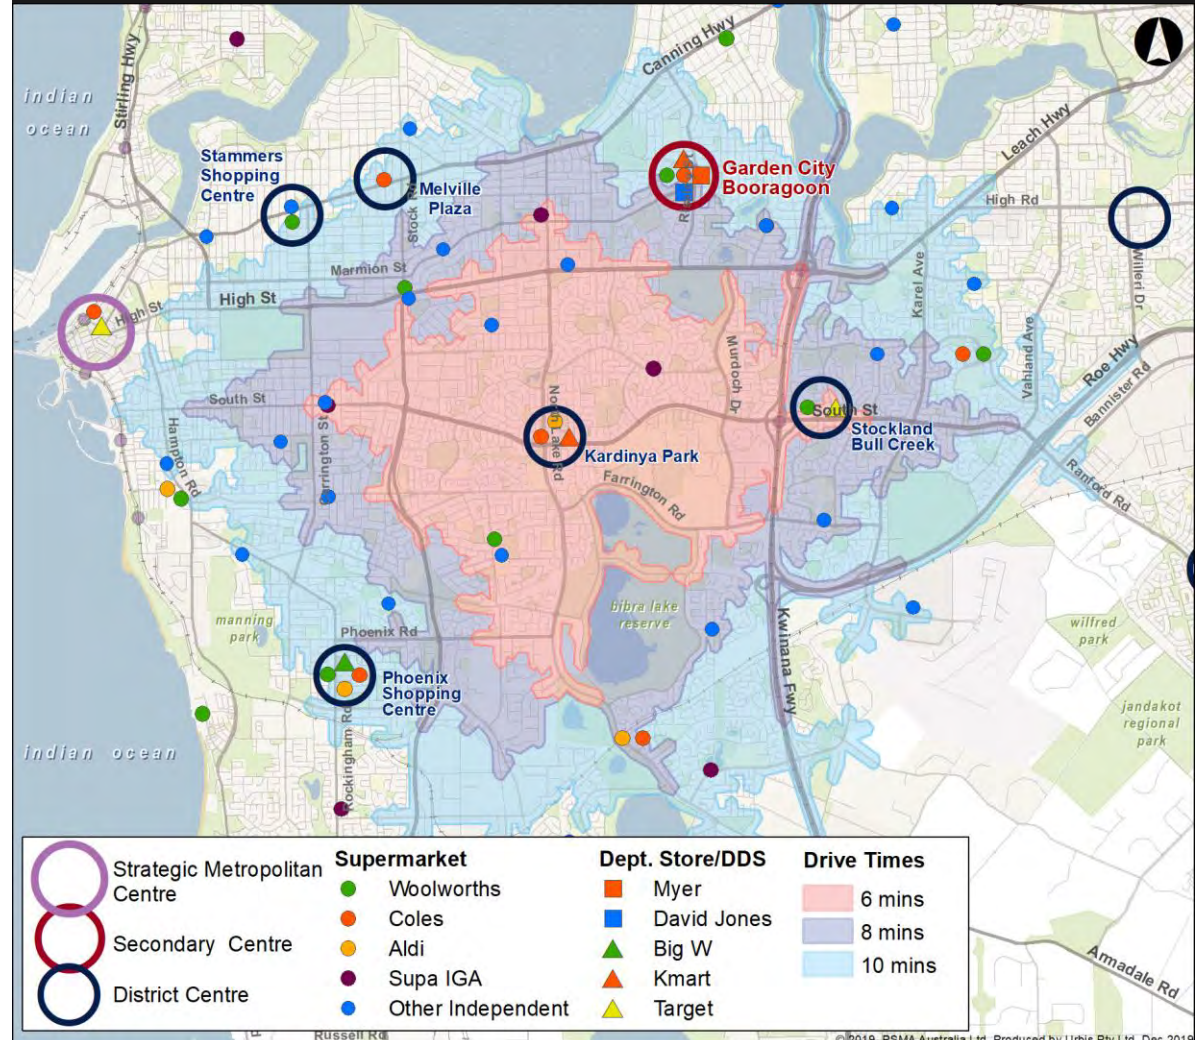 indian
ocean
Stirling Hwy
Canning Hwy
Leach Hwy
High Rd
Willeri Dr
Stammers
Shopping
Centre
Melville
Plaza
Stock Rd
Garden City
Booragoon
Marmion St
High St
High St
Karel Ave
Vahland Ave
Roe Hwy
Bannister Rd
Murdoch Dr
South St
South St
Stockland
Bull Creek
Hampton Rd
North Lake Rd
Kardinya Park
Farrington Rd
Ranford Rd
manning
park
bibra lake
reserve
wilfred
park
Phoenix Rd
Phoenix
Shopping
Centre
Kwinana Fwy
jandakot
regional
park
indian ocean
Rockingham Rd
Strategic Metropolitan
Centre
Secondary Centre
District Centre
Supermarket
Woolworths
Coles
Aldi
Supa IGA
Other Independent
Dept. Store/DDS
Myer
David Jones
Big W
Kmart
Target
Drive Times
6 mins
8 mins
10 mins
Armadale Rd
Russell Rd
© 2019. PSMA Australia Ltd. Produced by Urbis Pty Ltd. Dec 2019